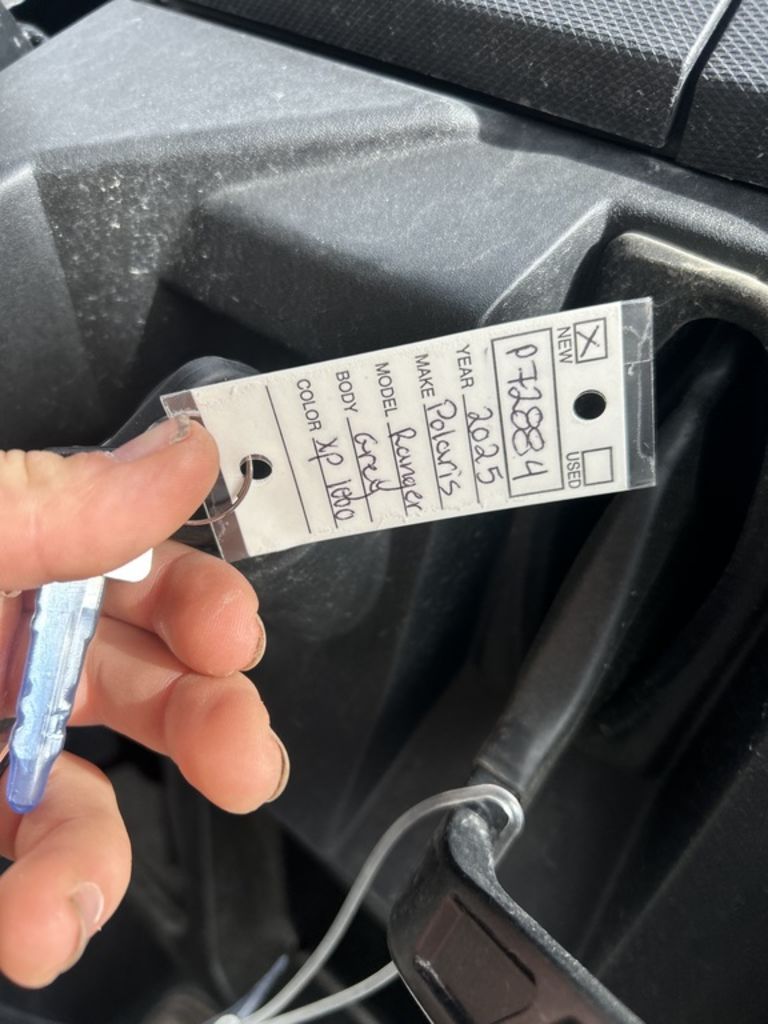 NEW X USED
P72884
YEAR 2025
MAKE Polaris
MODEL Ranger
BODY Grey
COLOR XP 1000